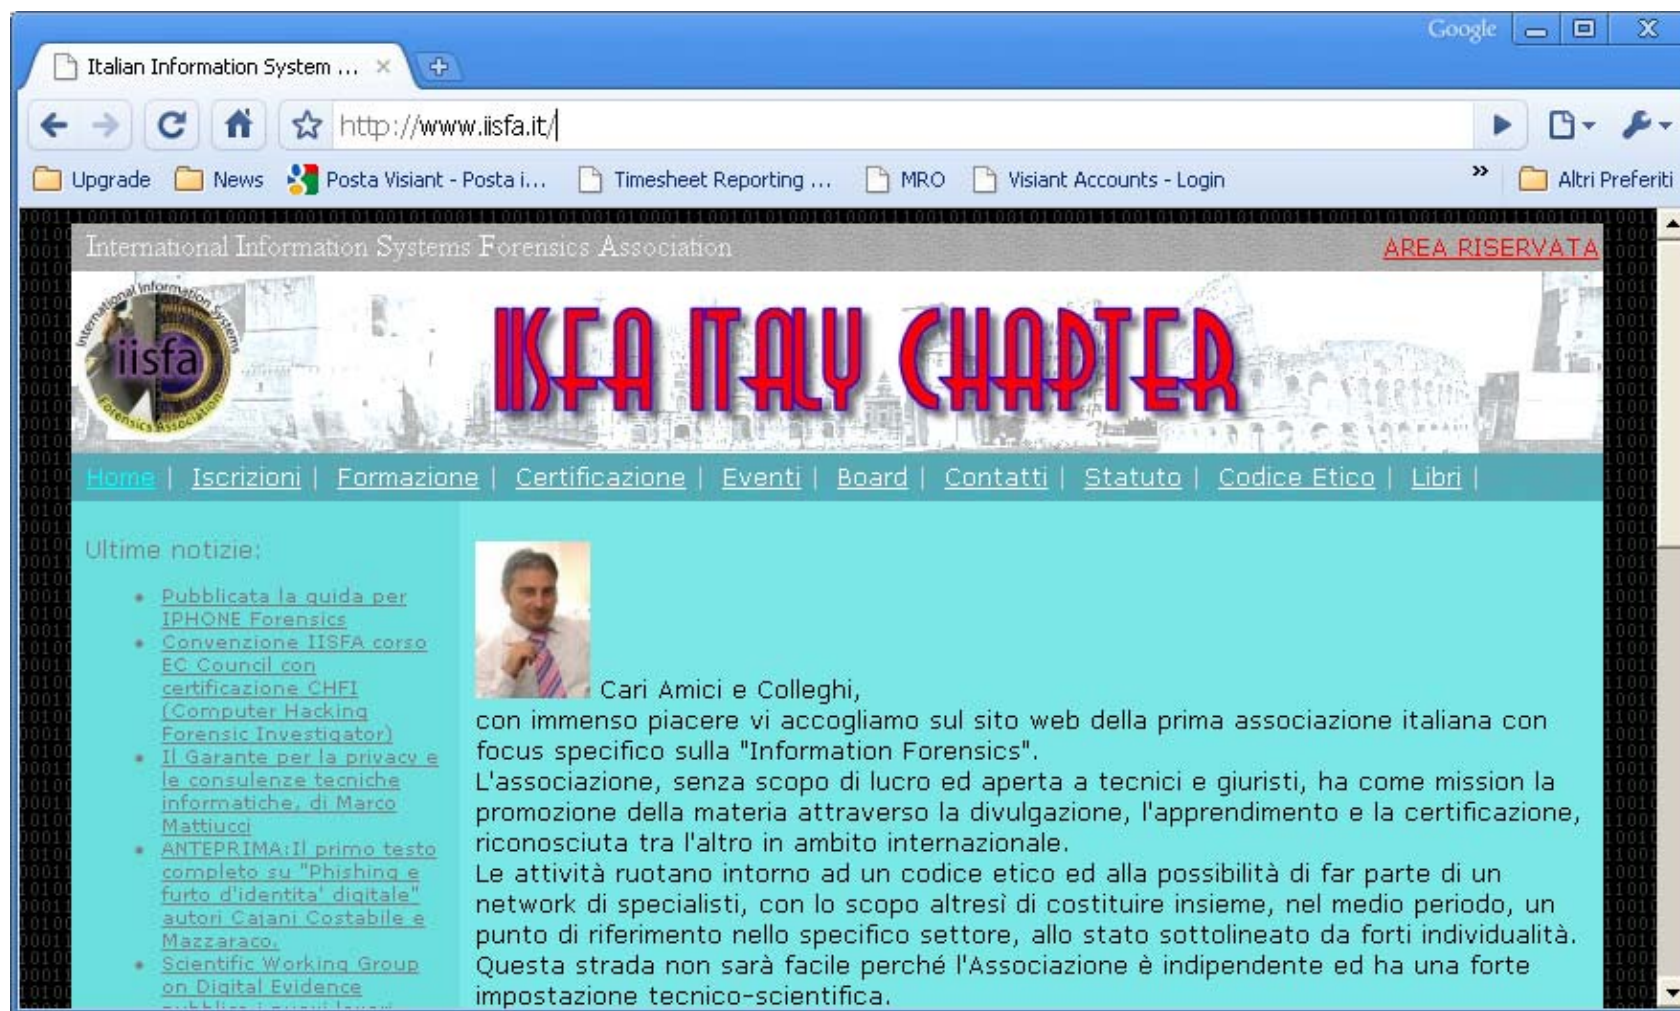 Google
Italian Information System ...
http://www.iisfa.it/
Upgrade News Posta Visiant - Posta i... Timesheet Reporting ... MRO Visiant Accounts - Login » Altri Preferiti
International Information Systems Forensics Association AREA RISERVATA
International Information Systems
iisfa
Forensics Association
IISFA ITALY CHAPTER
Home | Iscrizioni | Formazione | Certificazione | Eventi | Board | Contatti | Statuto | Codice Etico | Libri |
Ultime notizie:
Pubblicata la guida per
IPHONE Forensics
Convenzione IISFA corso
EC Council con
certificazione CHFI
(Computer Hacking
Forensic Investigator)
Il Garante per la privacy e
le consulenze tecniche
informatiche, di Marco
Mattiucci
ANTEPRIMA:Il primo testo
completo su "Phishing e
furto d'identita' digitale"
autori Cajani Costabile e
Mazzaraco.
Scientific Working Group
on Digital Evidence
Cari Amici e Colleghi,
con immenso piacere vi accogliamo sul sito web della prima associazione italiana con
focus specifico sulla "Information Forensics".
L'associazione, senza scopo di lucro ed aperta a tecnici e giuristi, ha come mission la
promozione della materia attraverso la divulgazione, l'apprendimento e la certificazione,
riconosciuta tra l'altro in ambito internazionale.
Le attività ruotano intorno ad un codice etico ed alla possibilità di far parte di un
network di specialisti, con lo scopo altresì di costituire insieme, nel medio periodo, un
punto di riferimento nello specifico settore, allo stato sottolineato da forti individualità.
Questa strada non sarà facile perché l'Associazione è indipendente ed ha una forte
impostazione tecnico-scientifica.